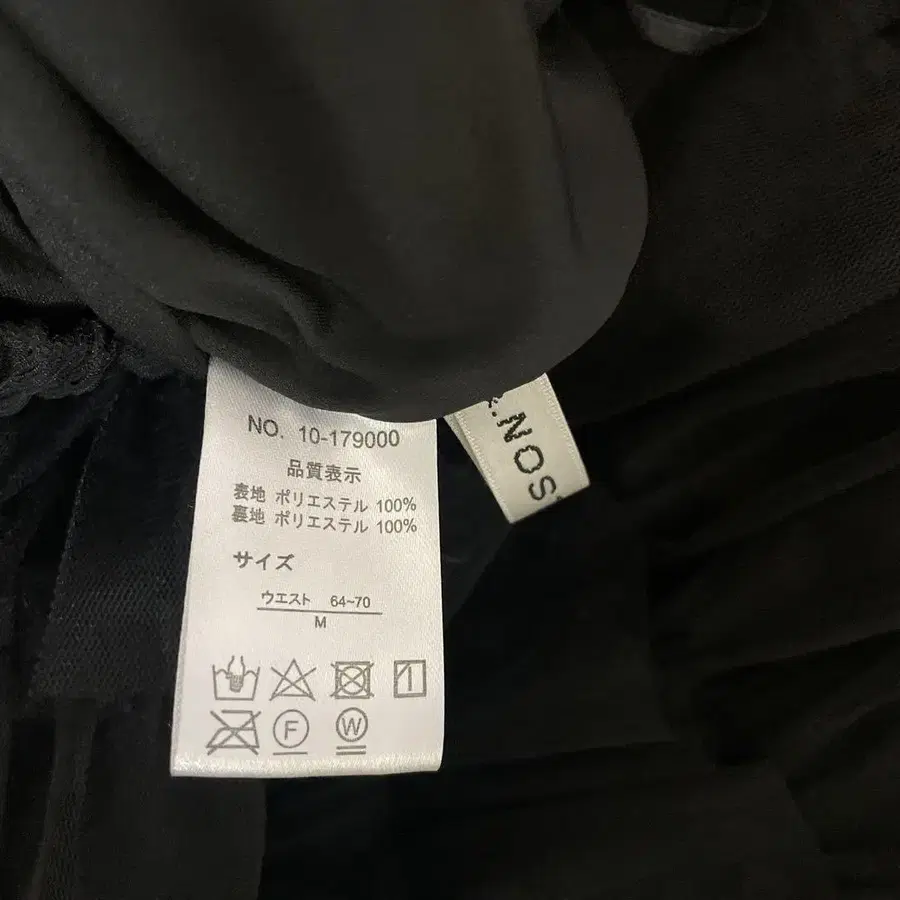 NO. 10-179000
品質表示
表地 ポリエステル 100%
裏地 ポリエステル 100%
サイズ
ウエスト 64~70
M
F
W
&.NOS